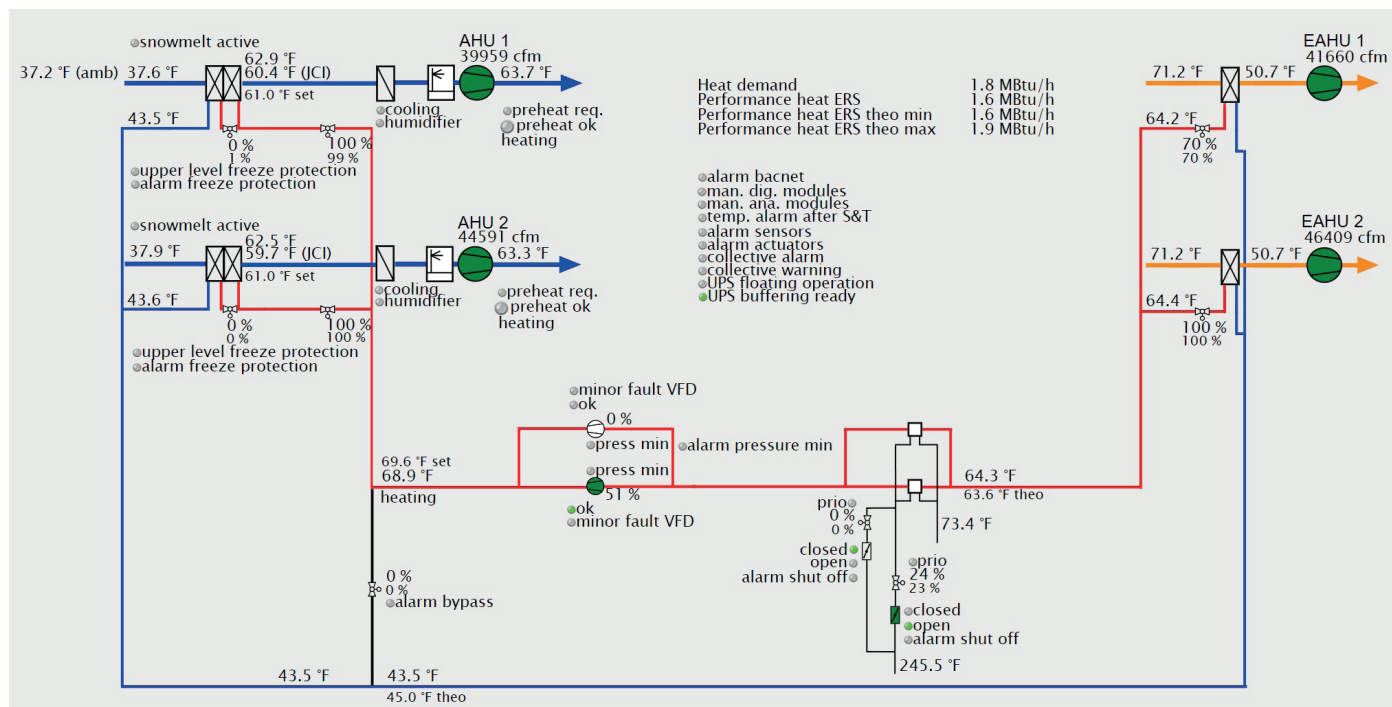 snowmelt active
AHU 1
39959 cfm
EAHU 1
41660 cfm
37.2 °F (amb)
37.6 °F
62.9 °F
60.4 °F (JCI)
61.0 °F set
63.7 °F
Heat demand 1.8 MBtu/h
Performance heat ERS 1.6 MBtu/h
Performance heat ERS theo min 1.6 MBtu/h
Performance heat ERS theo max 1.9 MBtu/h
71.2 °F
50.7 °F
cooling
humidifier
preheat req.
preheat ok
heating
43.5 °F
0 %
1 %
100 %
99 %
64.2 °F
70 %
70 %
upper level freeze protection
alarm freeze protection
alarm bacnet
man. dig. modules
man. ana. modules
temp. alarm after S&T
alarm sensors
alarm actuators
collective alarm
collective warning
UPS floating operation
UPS buffering ready
snowmelt active
AHU 2
44591 cfm
EAHU 2
46409 cfm
37.9 °F
62.5 °F
59.7 °F (JCI)
61.0 °F set
63.3 °F
71.2 °F
50.7 °F
cooling
humidifier
preheat req.
preheat ok
heating
43.6 °F
0 %
0 %
100 %
100 %
64.4 °F
100 %
100 %
upper level freeze protection
alarm freeze protection
minor fault VFD
ok
0 %
press min
alarm pressure min
press min
69.6 °F set
68.9 °F
heating
51 %
ok
minor fault VFD
64.3 °F
63.6 °F theo
prio
0 %
0 %
73.4 °F
closed
open
alarm shut off
prio
24 %
23 %
closed
open
alarm shut off
245.5 °F
0 %
0 %
alarm bypass
43.5 °F
43.5 °F
45.0 °F theo